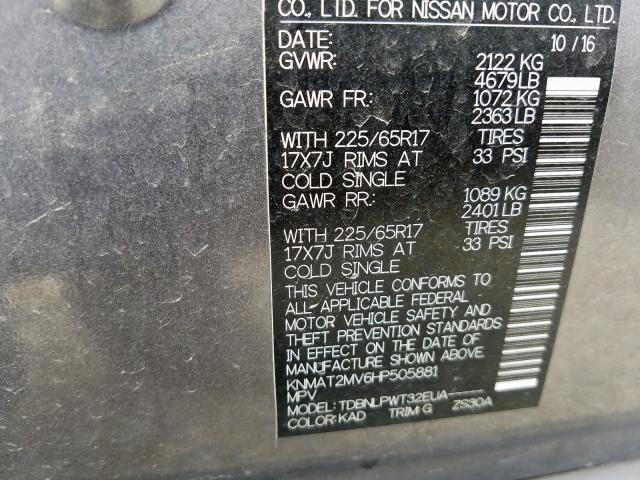 CO., LTD. FOR NISSAN MOTOR CO., LTD.
DATE: 10 / 16
GVWR: 2122 KG
4679 LB
GAWR FR: 1072 KG
2363 LB
WITH 225/65R17 TIRES
17X7J RIMS AT 33 PSI
COLD SINGLE
GAWR RR: 1089 KG
2401 LB
WITH 225/65R17 TIRES
17X7J RIMS AT 33 PSI
COLD SINGLE
THIS VEHICLE CONFORMS TO
ALL APPLICABLE FEDERAL
MOTOR VEHICLE SAFETY AND
THEFT PREVENTION STANDARDS
IN EFFECT ON THE DATE OF
MANUFACTURE SHOWN ABOVE.
KNMAT2MV6HP505881
MPV
MODEL: TDBNLPWT32EUA-----
COLOR: KAD TRIM: G ZS30A